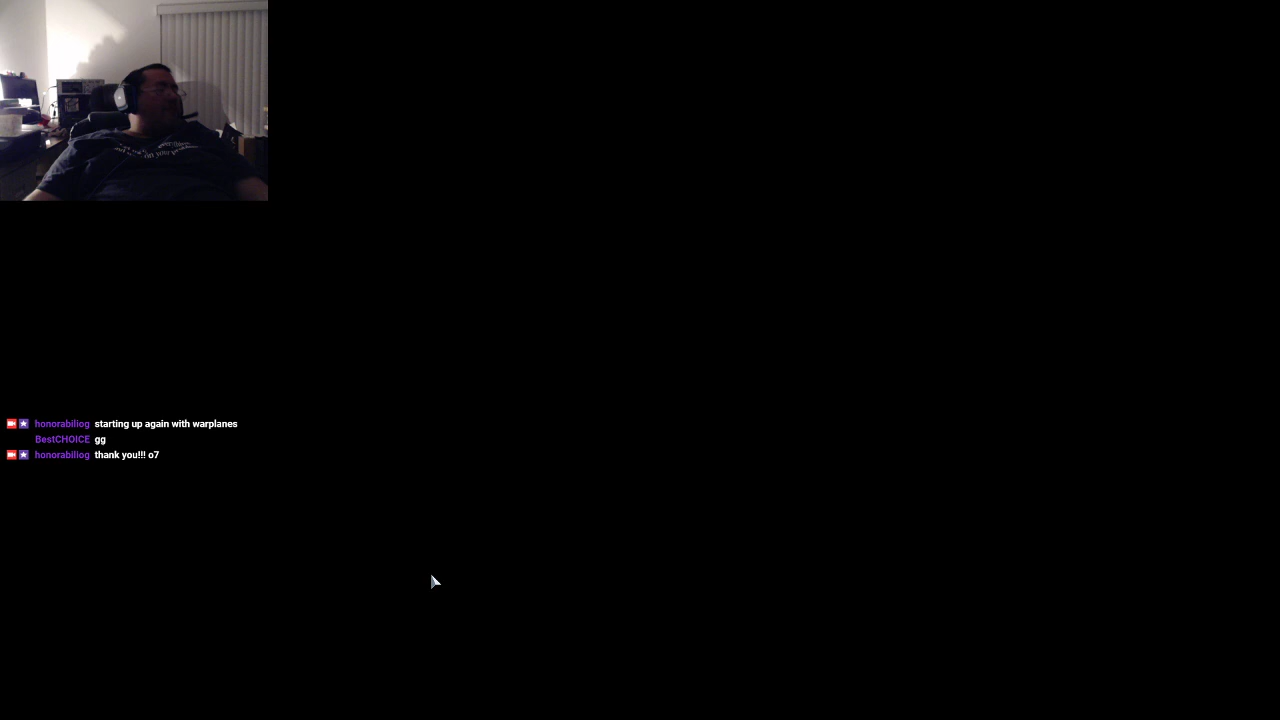 honorabiliog starting up again with warplanes
BestCHOICE gg
honorabiliog thank you!!! o7